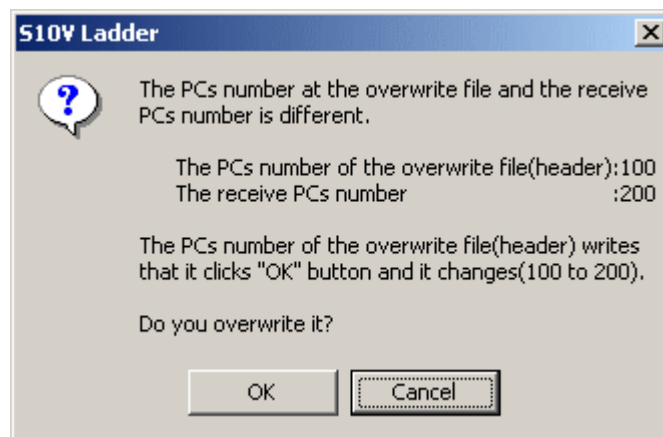 S10V Ladder
The PCs number at the overwrite file and the receive
PCs number is different.
The PCs number of the overwrite file(header):100
The receive PCs number :200
The PCs number of the overwrite file(header) writes
that it clicks "OK" button and it changes(100 to 200).
Do you overwrite it?
OK
Cancel